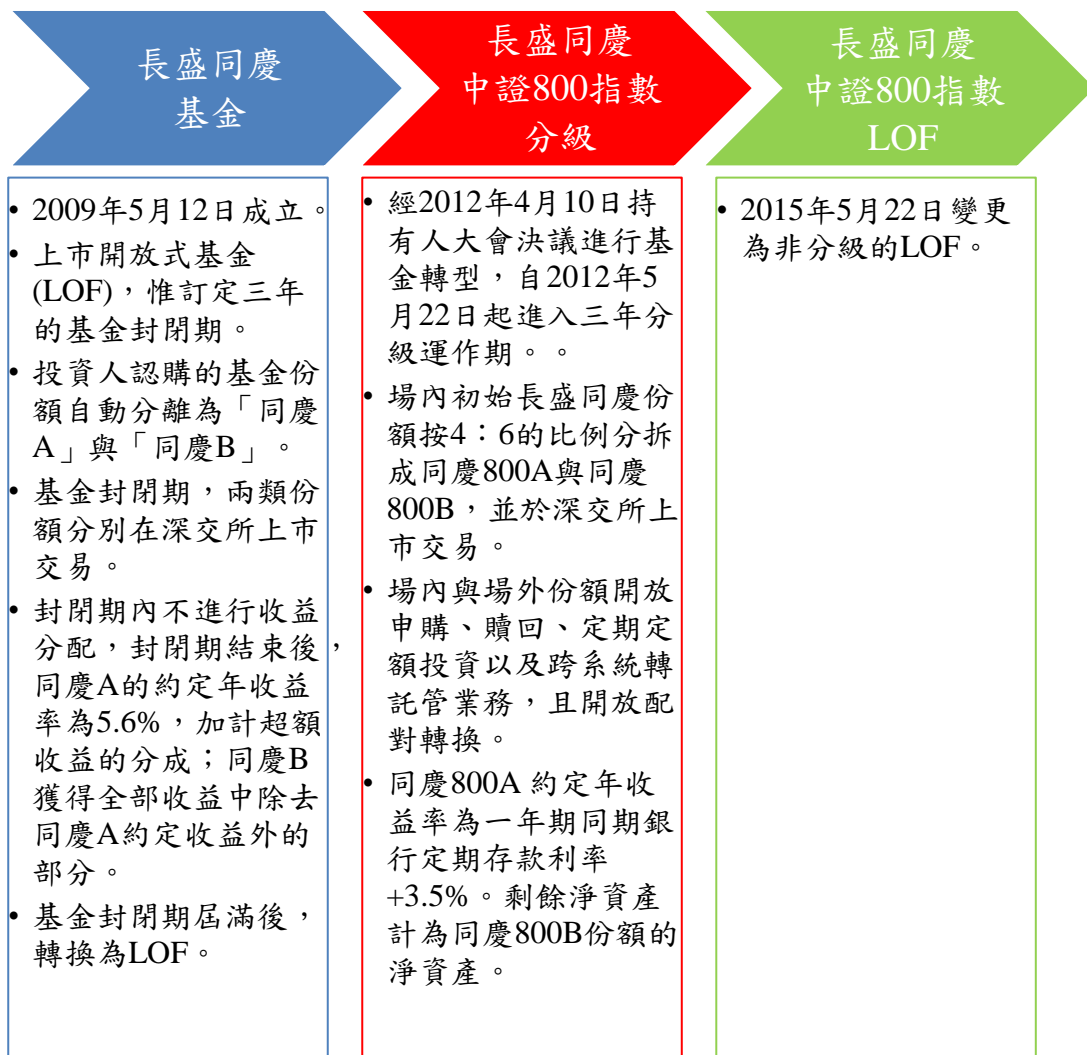 長盛同慶
基金
• 2009年5月12日成立。
• 上市開放式基金
(LOF)，惟訂定三年
的基金封閉期。
• 投資人認購的基金份
額自動分離為「同慶
A」與「同慶B」。
• 基金封閉期，兩類份
額分別在深交所上市
交易。
• 封閉期內不進行收益
分配，封閉期結束後，
同慶A的約定年收益
率為5.6%，加計超額
收益的分成；同慶B
獲得全部收益中除去
同慶A約定收益外的
部分。
• 基金封閉期屆滿後，
轉換為LOF。
長盛同慶
中證800指數
分級
• 經2012年4月10日持
有人大會決議進行基
金轉型，自2012年5
月22日起進入三年分
級運作期。。
• 場內初始長盛同慶份
額按4：6的比例分拆
成同慶800A與同慶
800B，並於深交所上
市交易。
• 場內與場外份額開放
申購、贖回、定期定
額投資以及跨系統轉
託管業務，且開放配
對轉換。
• 同慶800A 約定年收
益率為一年期同期銀
行定期存款利率
+3.5%。剩餘淨資產
計為同慶800B份額的
淨資產。
長盛同慶
中證800指數
LOF
• 2015年5月22日變更
為非分級的LOF。